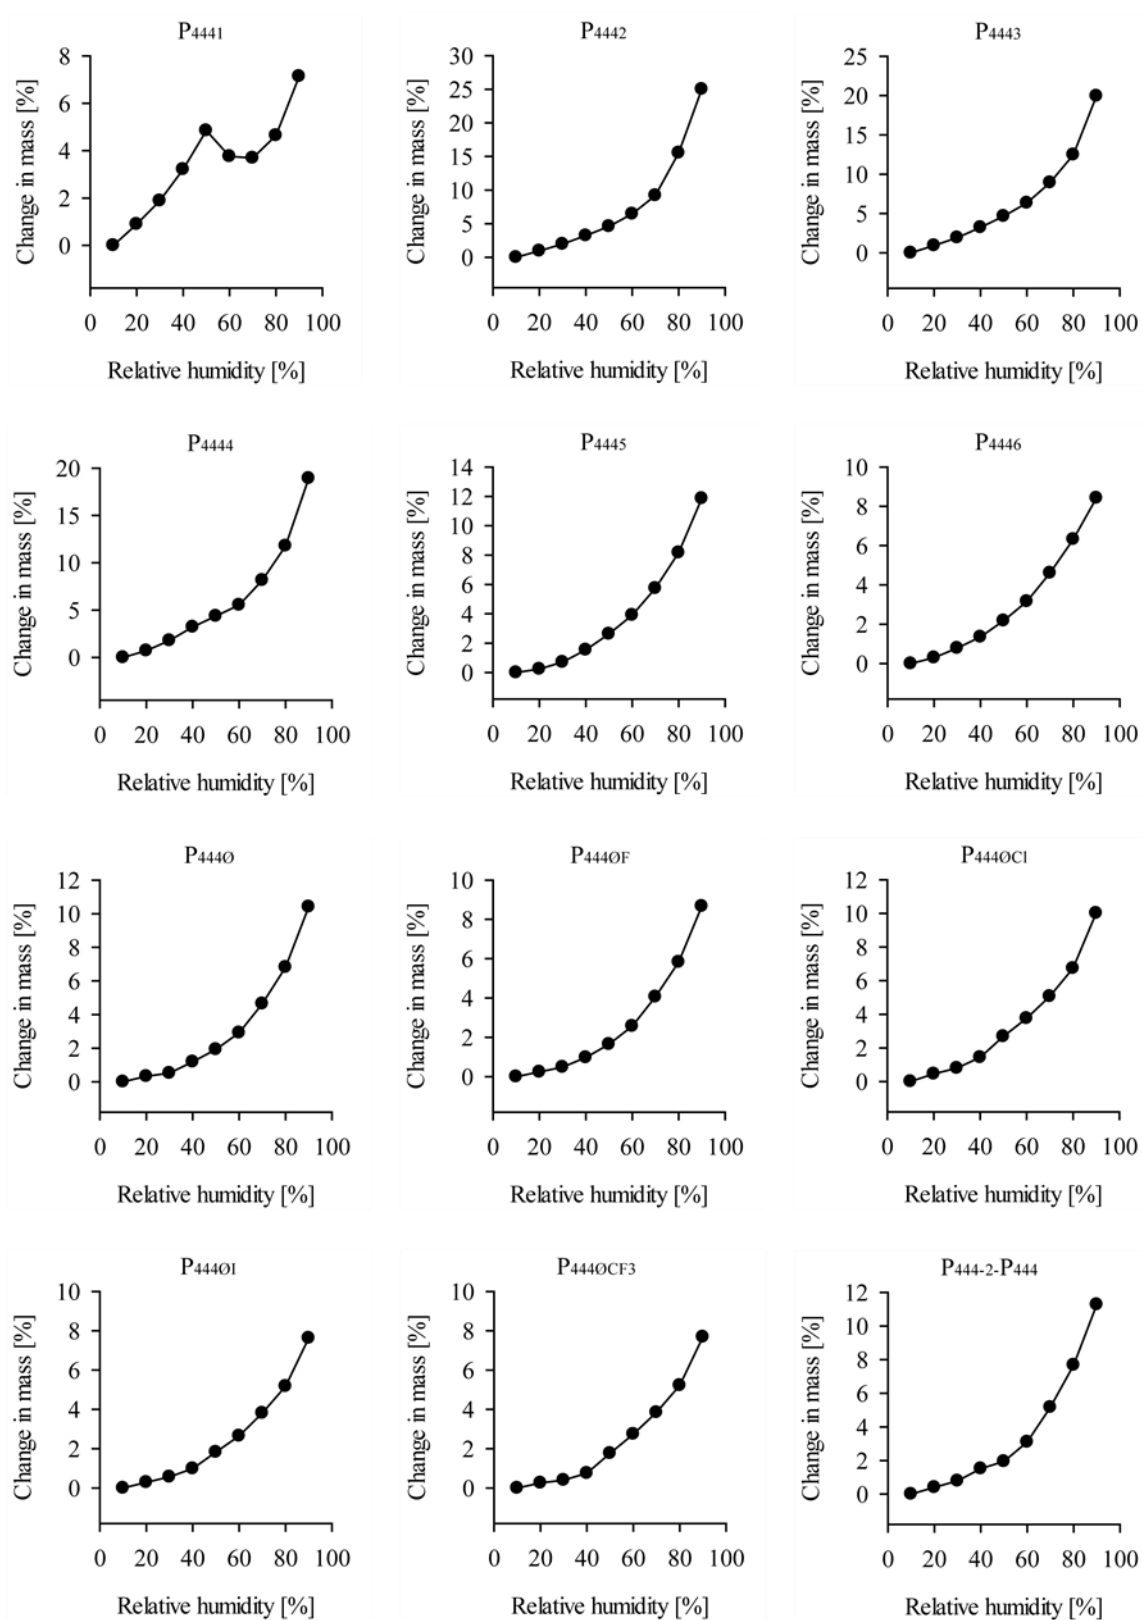 P4441
8
6
4
2
0
Change in mass [%]
0 20 40 60 80 100
Relative humidity [%]
P4442
30
25
20
15
10
5
0
Change in mass [%]
0 20 40 60 80 100
Relative humidity [%]
P4443
25
20
15
10
5
0
Change in mass [%]
0 20 40 60 80 100
Relative humidity [%]
P4444
20
15
10
5
0
Change in mass [%]
0 20 40 60 80 100
Relative humidity [%]
P4445
14
12
10
8
6
4
2
0
Change in mass [%]
0 20 40 60 80 100
Relative humidity [%]
P4446
10
8
6
4
2
0
Change in mass [%]
0 20 40 60 80 100
Relative humidity [%]
P444Ø
12
10
8
6
4
2
0
Change in mass [%]
0 20 40 60 80 100
Relative humidity [%]
P444ØF
10
8
6
4
2
0
Change in mass [%]
0 20 40 60 80 100
Relative humidity [%]
P444ØCl
12
10
8
6
4
2
0
Change in mass [%]
0 20 40 60 80 100
Relative humidity [%]
P444ØI
10
8
6
4
2
0
Change in mass [%]
0 20 40 60 80 100
Relative humidity [%]
P444ØCF3
10
8
6
4
2
0
Change in mass [%]
0 20 40 60 80 100
Relative humidity [%]
P444-2-P444
12
10
8
6
4
2
0
Change in mass [%]
0 20 40 60 80 100
Relative humidity [%]